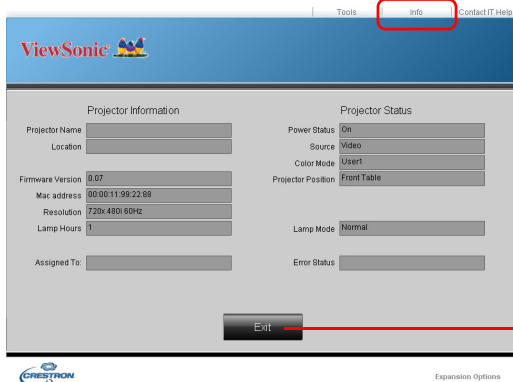 Tools Info Contact IT Help
ViewSonic
Projector Information
Projector Name
Location
Firmware Version 0.07
Mac address 00:00:11:99:22:88
Resolution 720x 480i 60Hz
Lamp Hours 1
Assigned To:
Projector Status
Power Status On
Source Video
Color Mode User1
Projector Position Front Table
Lamp Mode Normal
Error Status
Exit
CRESTRON
Expansion Options